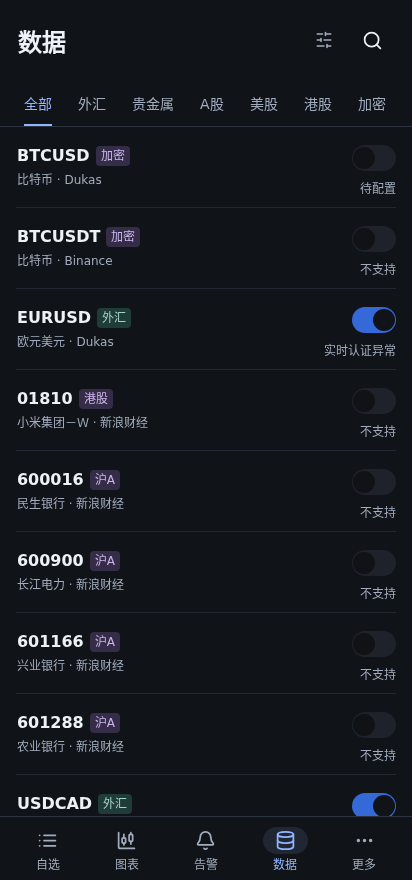 数据
全部 外汇 贵金属 A股 美股 港股 加密
BTCUSD 加密
比特币 · Dukas
待配置
BTCUSDT 加密
比特币 · Binance
不支持
EURUSD 外汇
欧元美元 · Dukas
实时认证异常
01810 港股
小米集团－W · 新浪财经
不支持
600016 沪A
民生银行 · 新浪财经
不支持
600900 沪A
长江电力 · 新浪财经
不支持
601166 沪A
兴业银行 · 新浪财经
不支持
601288 沪A
农业银行 · 新浪财经
不支持
USDCAD 外汇
自选 图表 告警 数据 更多